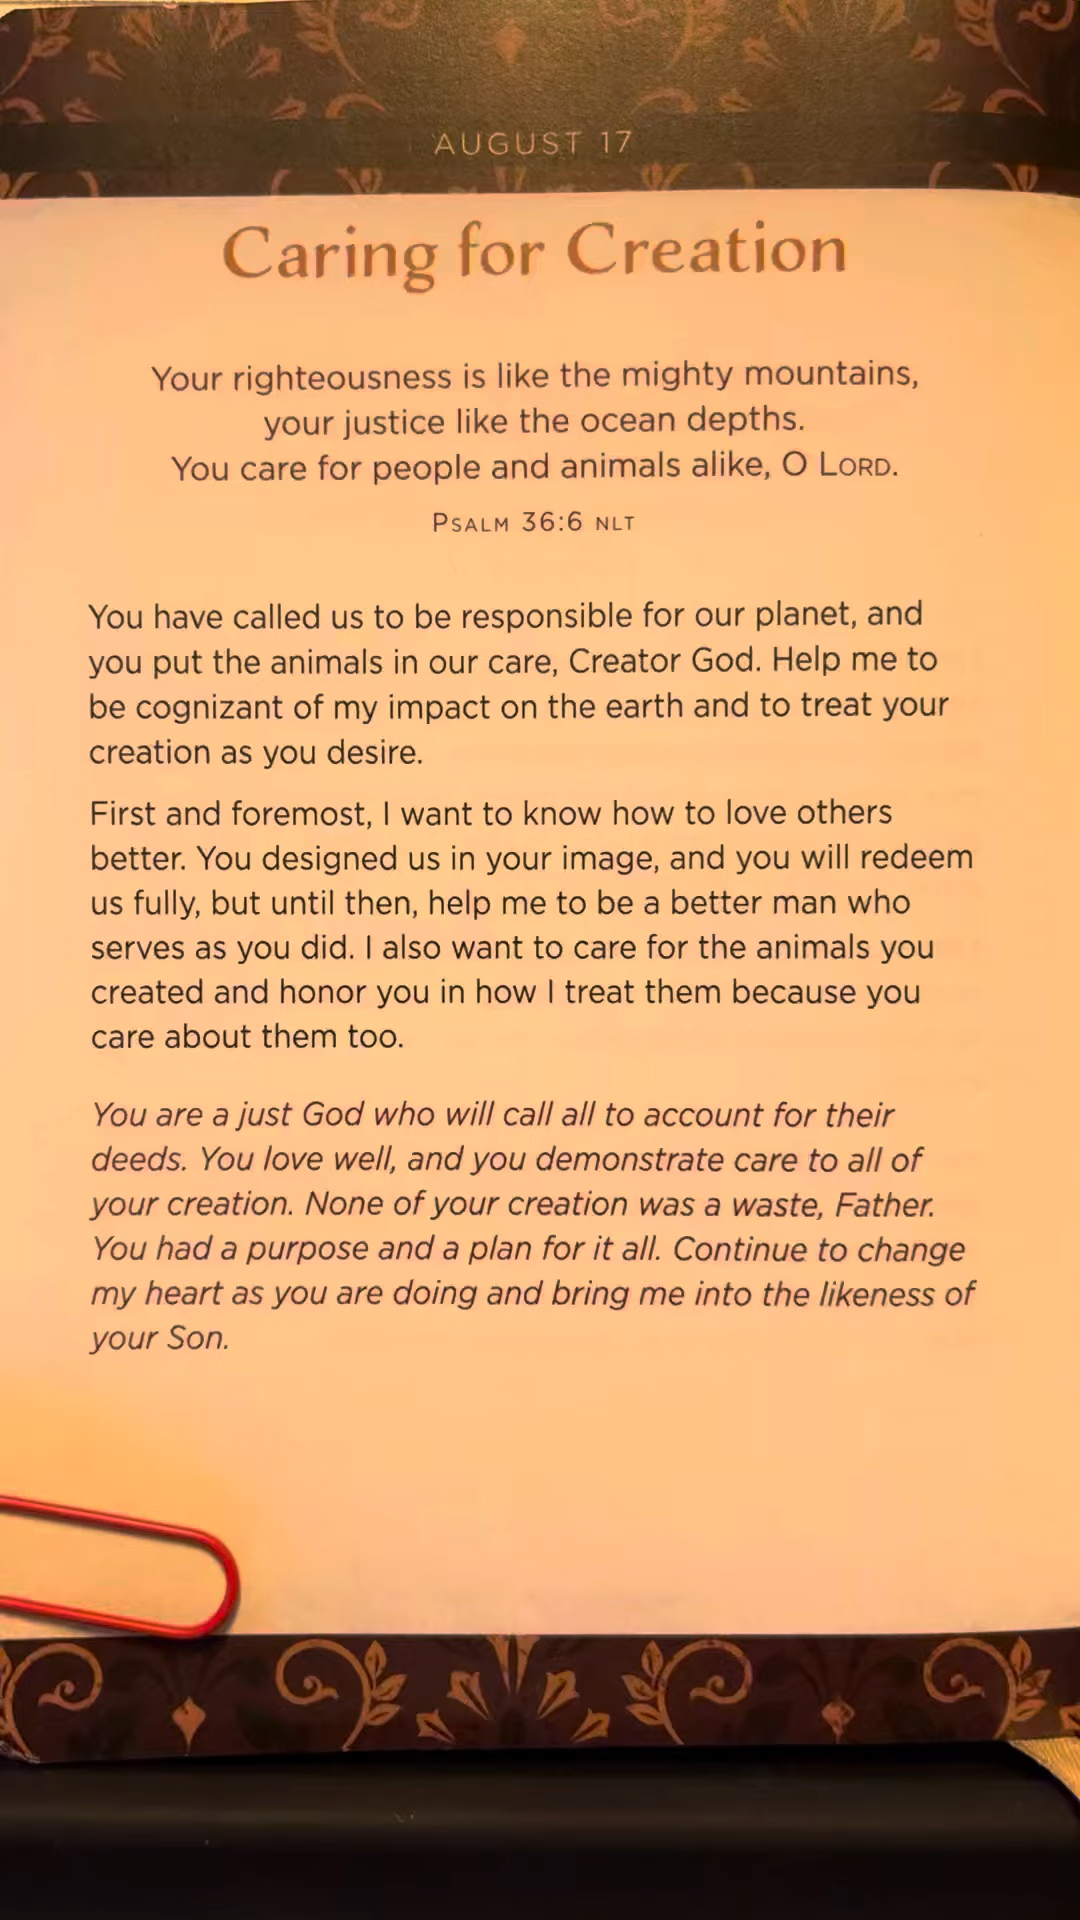 AUGUST 17
Caring for Creation
Your righteousness is like the mighty mountains,
your justice like the ocean depths.
You care for people and animals alike, O LORD.
PSALM 36:6 NLT
You have called us to be responsible for our planet, and
you put the animals in our care, Creator God. Help me to
be cognizant of my impact on the earth and to treat your
creation as you desire.
First and foremost, I want to know how to love others
better. You designed us in your image, and you will redeem
us fully, but until then, help me to be a better man who
serves as you did. I also want to care for the animals you
created and honor you in how I treat them because you
care about them too.
You are a just God who will call all to account for their
deeds. You love well, and you demonstrate care to all of
your creation. None of your creation was a waste, Father.
You had a purpose and a plan for it all. Continue to change
my heart as you are doing and bring me into the likeness of
your Son.